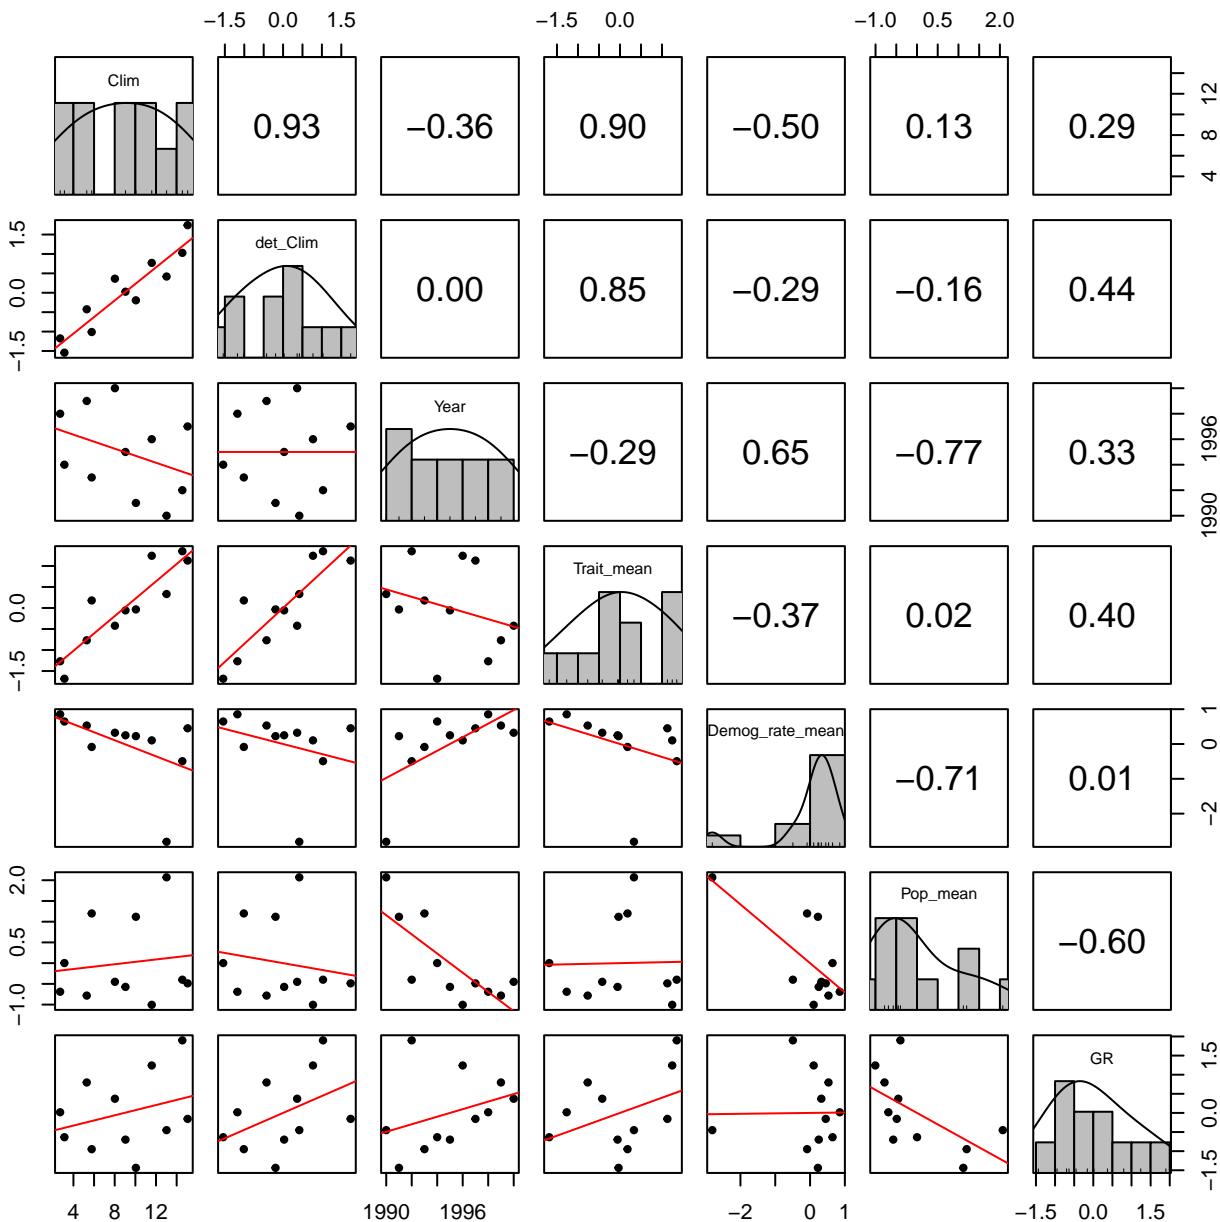 −1.5 0.0 1.5 −1.5 0.0 −1.0 0.5 2.0
Clim 0.93 −0.36 0.90 −0.50 0.13 0.29 4 8 12
−1.5 0.0 1.5 det_Clim 0.00 0.85 −0.29 −0.16 0.44
Year −0.29 0.65 −0.77 0.33 1990 1996
−1.5 0.0 Trait_mean −0.37 0.02 0.40
Demog_rate_mean −0.71 0.01 −2 0 1
−1.0 0.5 2.0 Pop_mean −0.60
GR −1.5 0.0 1.5
4 8 12 1990 1996 −2 0 1 −1.5 0.0 1.5